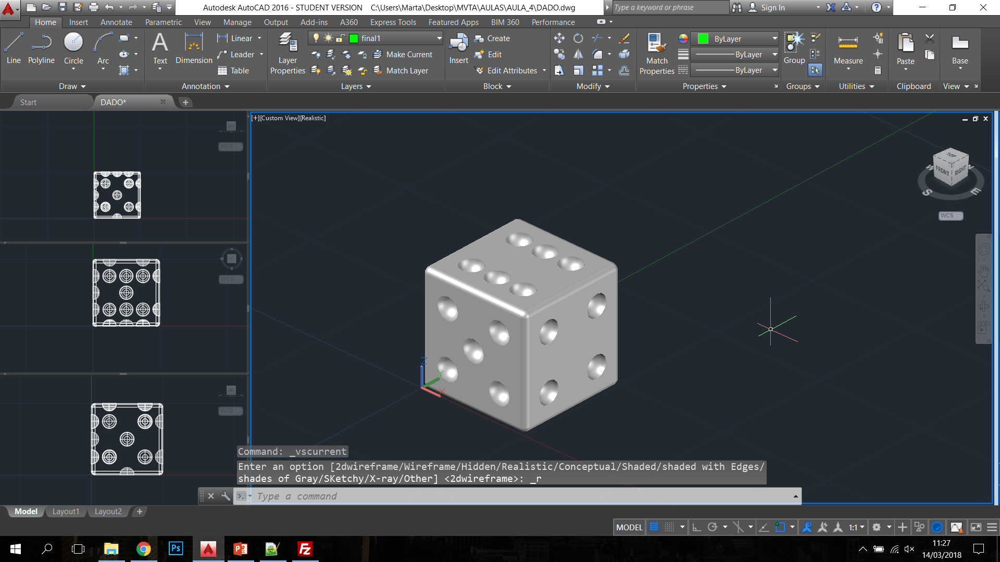 Autodesk AutoCAD 2016 - STUDENT VERSION    C:\Users\Marta\Desktop\MVTA\AULAS\AULA_4\DADO.dwg
Type a keyword or phrase
Sign In
Home Insert Annotate Parametric View Manage Output Add-ins A360 Express Tools Featured Apps BIM 360 Performance
Line Polyline Circle Arc
Draw
Text Dimension
Linear
Leader
Table
Annotation
Layer Properties
final1
Make Current
Match Layer
Layers
Insert
Create
Edit
Edit Attributes
Block
Modify
Match Properties
ByLayer
ByLayer
ByLayer
Properties
Group
Groups
Measure
Utilities
Paste
Clipboard
Base
View
Start
DADO*
[+][Custom View][Realistic]
WCS
TOP
FRONT RIGHT
W N
S E
WCS
N
W E
S
WCS
WCS
Z
Y
X
Command: _vscurrent
Enter an option [2dwireframe/Wireframe/Hidden/Realistic/Conceptual/Shaded/shaded with Edges/
shades of Gray/SKetchy/X-ray/Other] <2dwireframe>: _r
Type a command
Model Layout1 Layout2
MODEL
1:1
Ps
11:27
14/03/2018